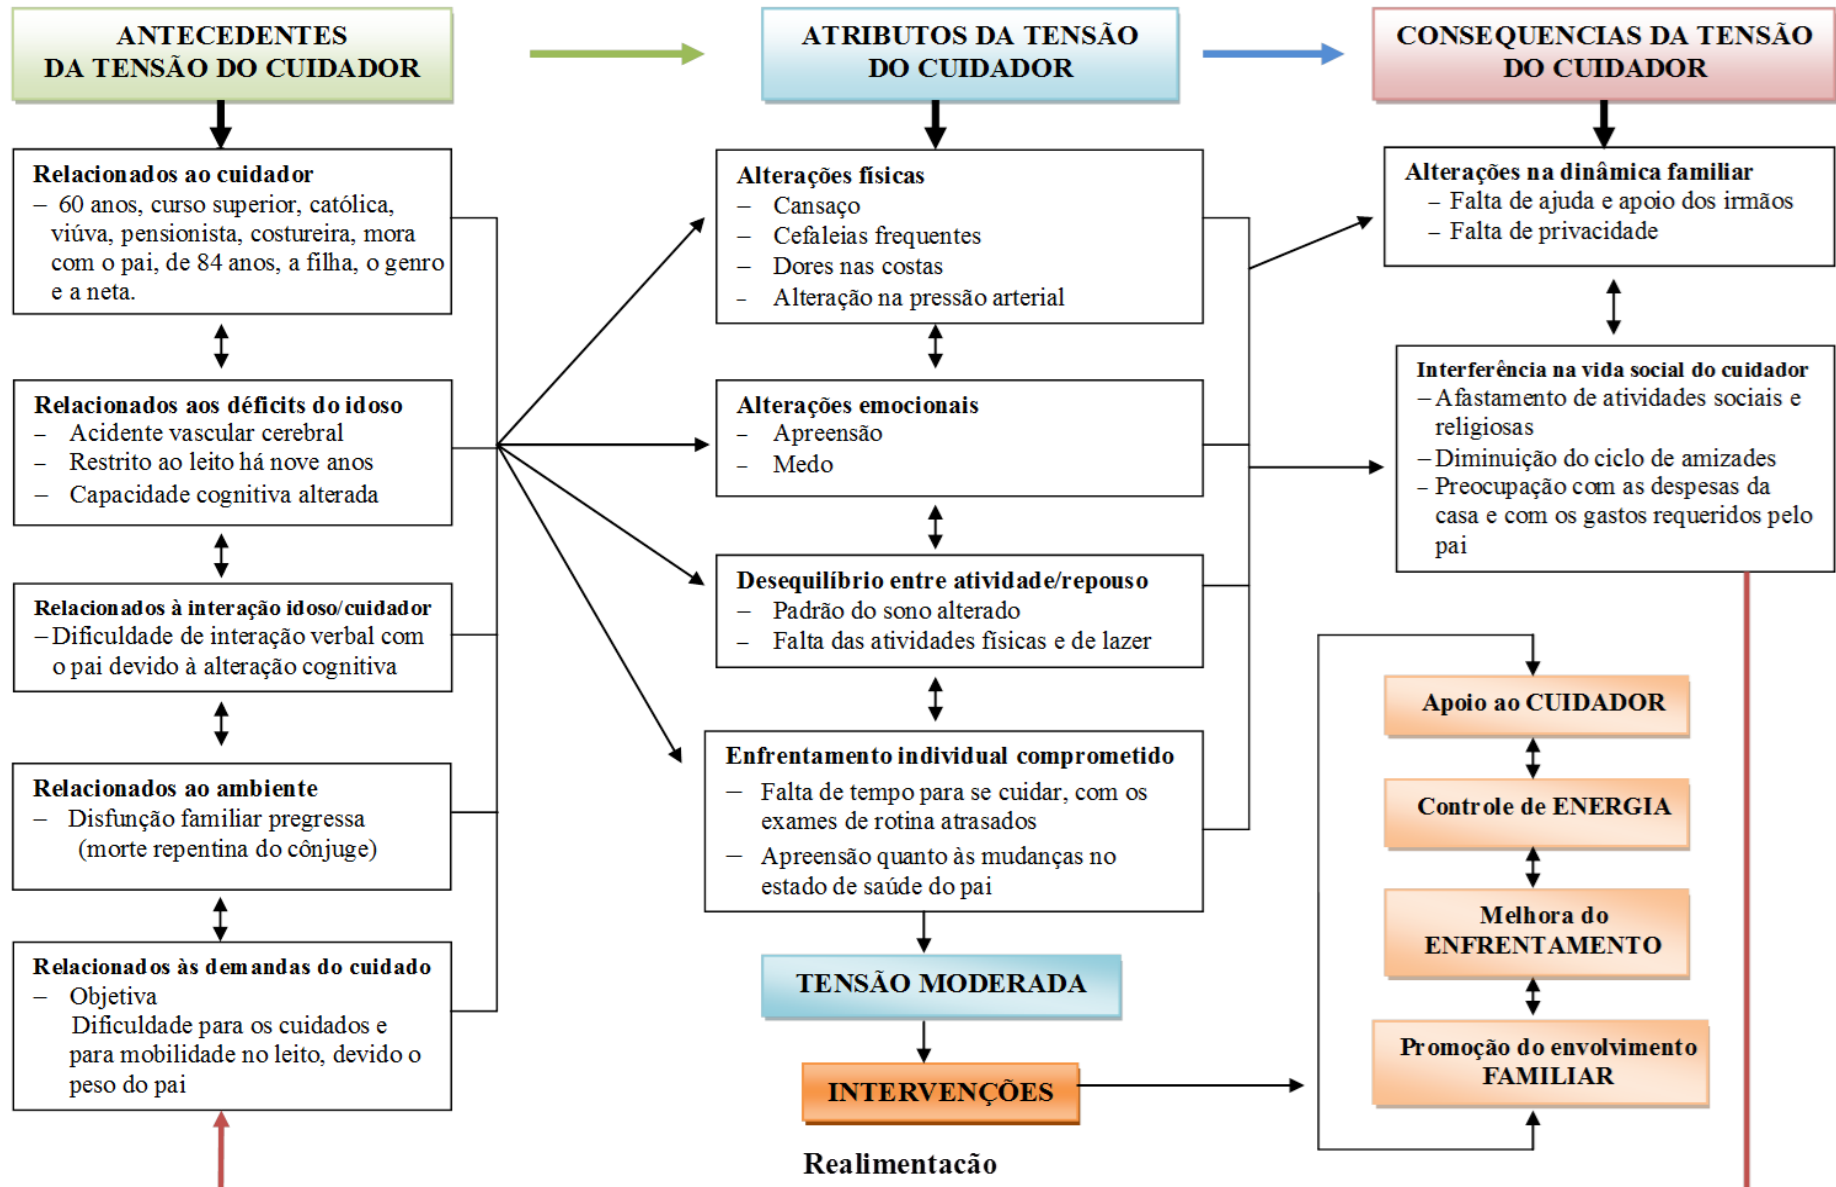 ANTECEDENTES
DA TENSÃO DO CUIDADOR
Relacionados ao cuidador
– 60 anos, curso superior, católica,
viúva, pensionista, costureira, mora
com o pai, de 84 anos, a filha, o genro
e a neta.
Relacionados aos déficits do idoso
– Acidente vascular cerebral
– Restrito ao leito há nove anos
– Capacidade cognitiva alterada
Relacionados à interação idoso/cuidador
– Dificuldade de interação verbal com
o pai devido à alteração cognitiva
Relacionados ao ambiente
– Disfunção familiar pregressa
(morte repentina do cônjuge)
Relacionados às demandas do cuidado
– Objetiva
Dificuldade para os cuidados e
para mobilidade no leito, devido o
peso do pai
ATRIBUTOS DA TENSÃO
DO CUIDADOR
Alterações físicas
– Cansaço
– Cefaleias frequentes
– Dores nas costas
– Alteração na pressão arterial
Alterações emocionais
– Apreensão
– Medo
Desequilíbrio entre atividade/repouso
– Padrão do sono alterado
– Falta das atividades físicas e de lazer
Enfrentamento individual comprometido
– Falta de tempo para se cuidar, com os
exames de rotina atrasados
– Apreensão quanto às mudanças no
estado de saúde do pai
TENSÃO MODERADA
INTERVENÇÕES
Realimentacão
CONSEQUENCIAS DA TENSÃO
DO CUIDADOR
Alterações na dinâmica familiar
– Falta de ajuda e apoio dos irmãos
– Falta de privacidade
Interferência na vida social do cuidador
– Afastamento de atividades sociais e
religiosas
– Diminuição do ciclo de amizades
– Preocupação com as despesas da
casa e com os gastos requeridos pelo
pai
Apoio ao CUIDADOR
Controle de ENERGIA
Melhora do
ENFRENTAMENTO
Promoção do envolvimento
FAMILIAR